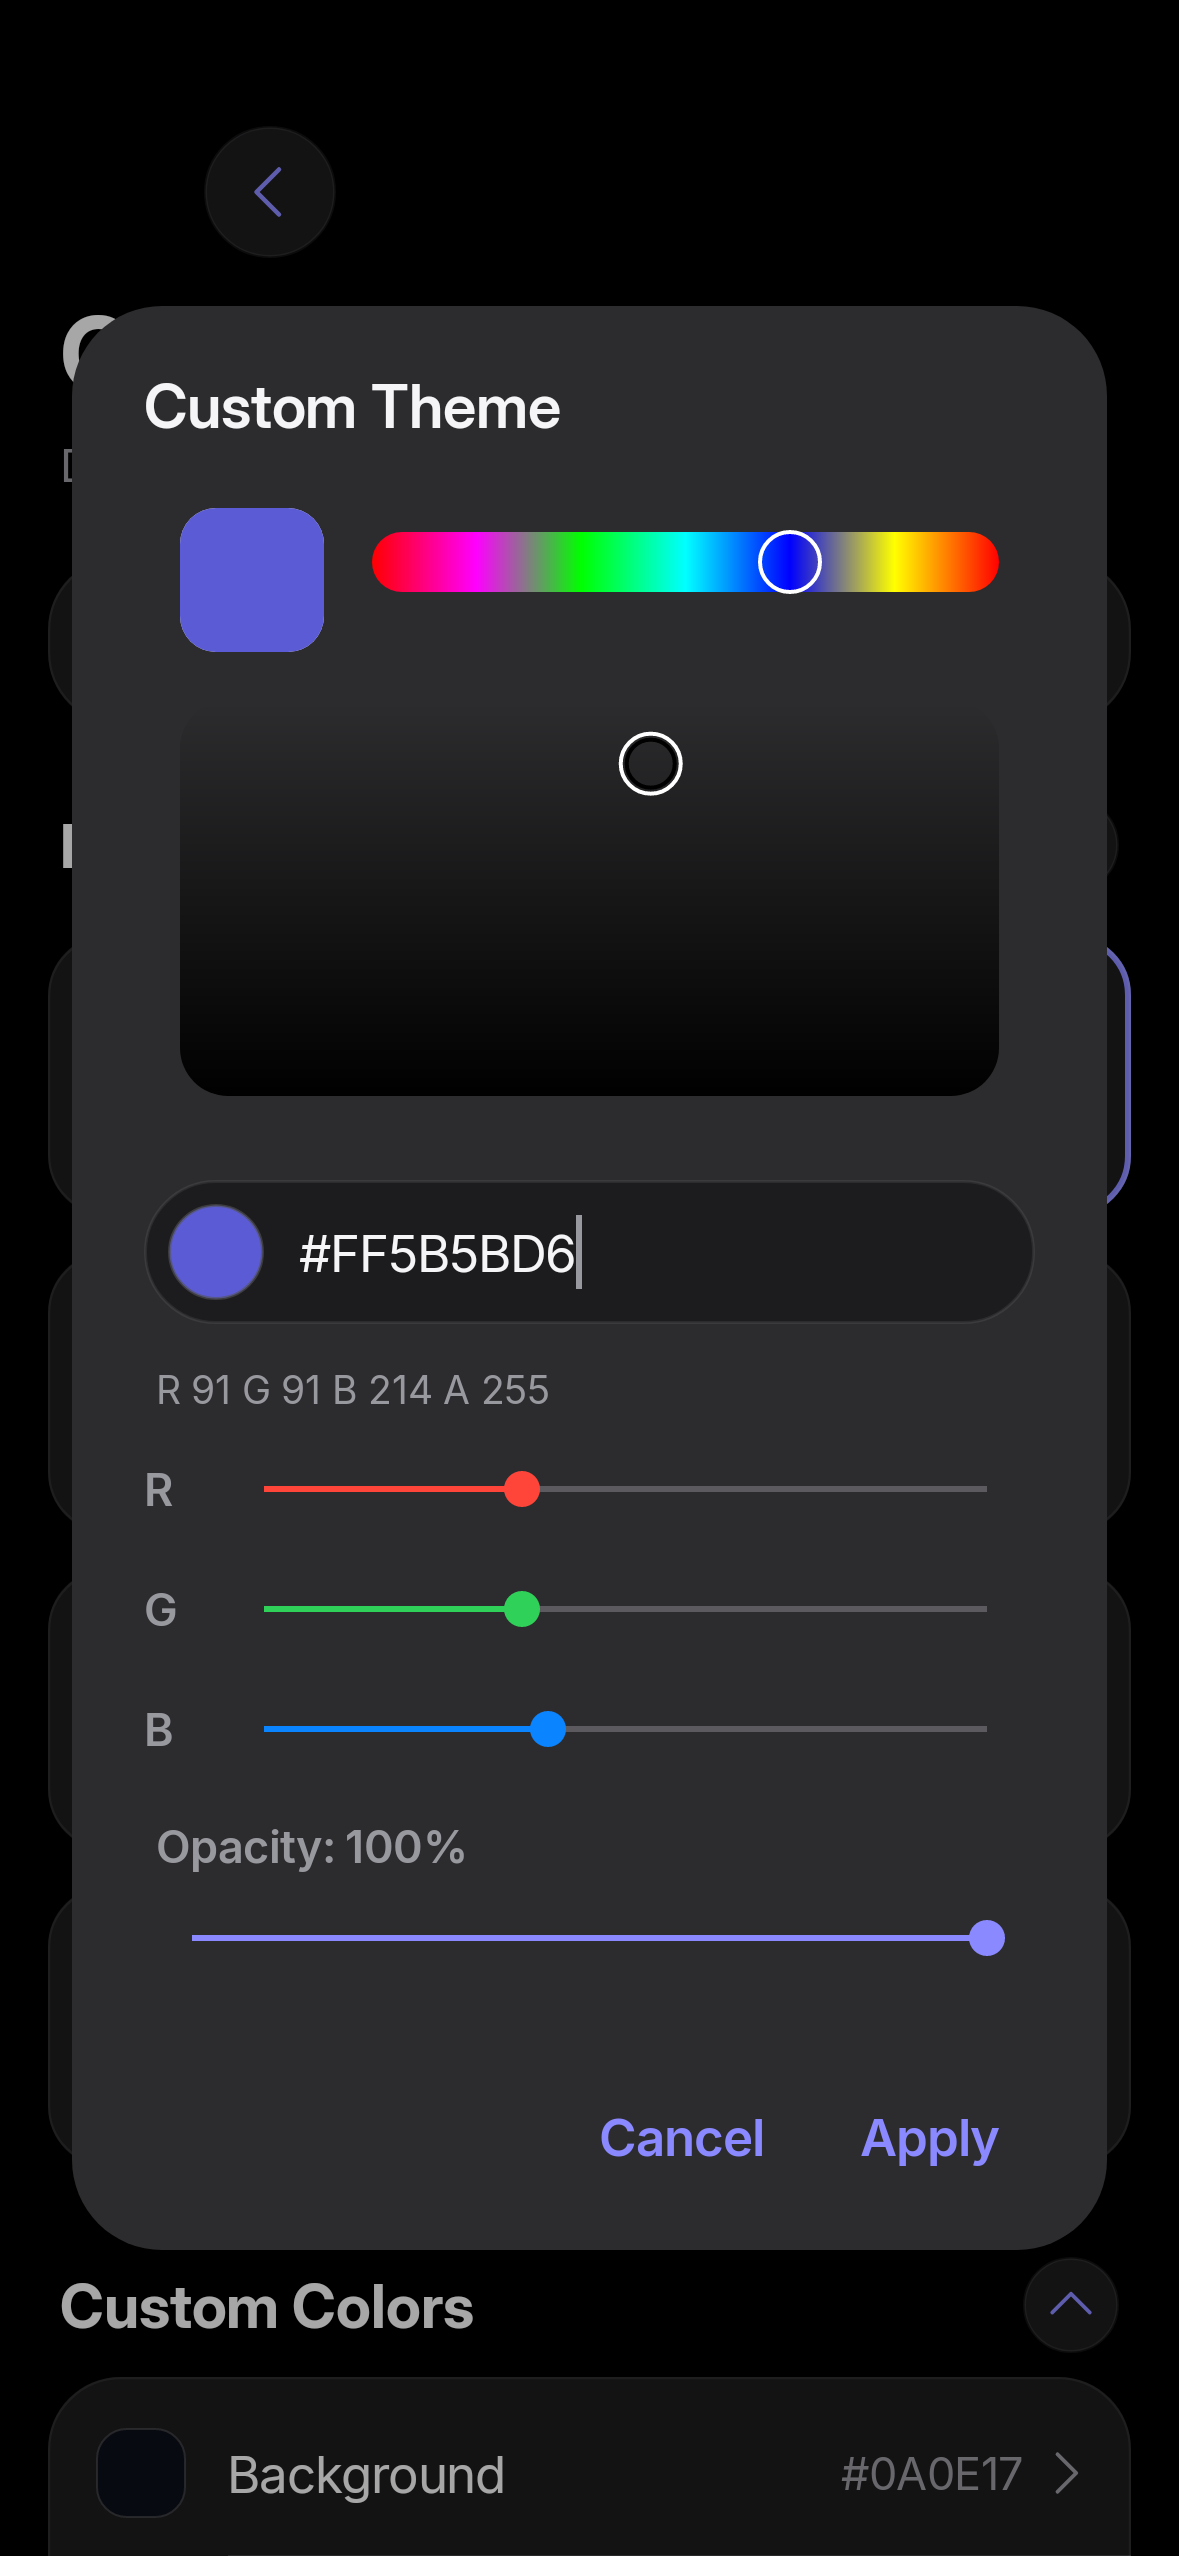 Custom Theme
#FF5B5BD6
R 91 G 91 B 214 A 255
R
G
B
Opacity: 100%
Cancel
Apply
Custom Colors
Background
#0A0E17